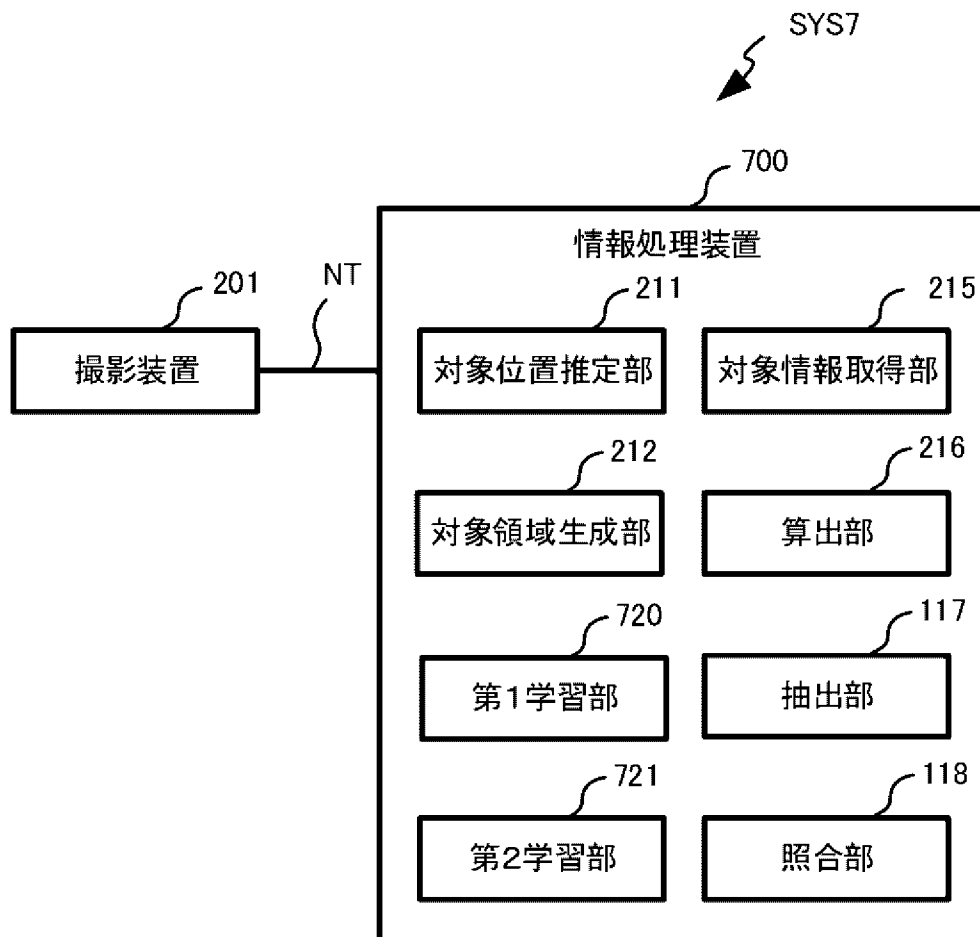 SYS7
700
情報処理装置
201
NT
211
215
撮影装置
対象位置推定部
対象情報取得部
212
216
対象領域生成部
算出部
720
117
第1学習部
抽出部
721
118
第2学習部
照合部